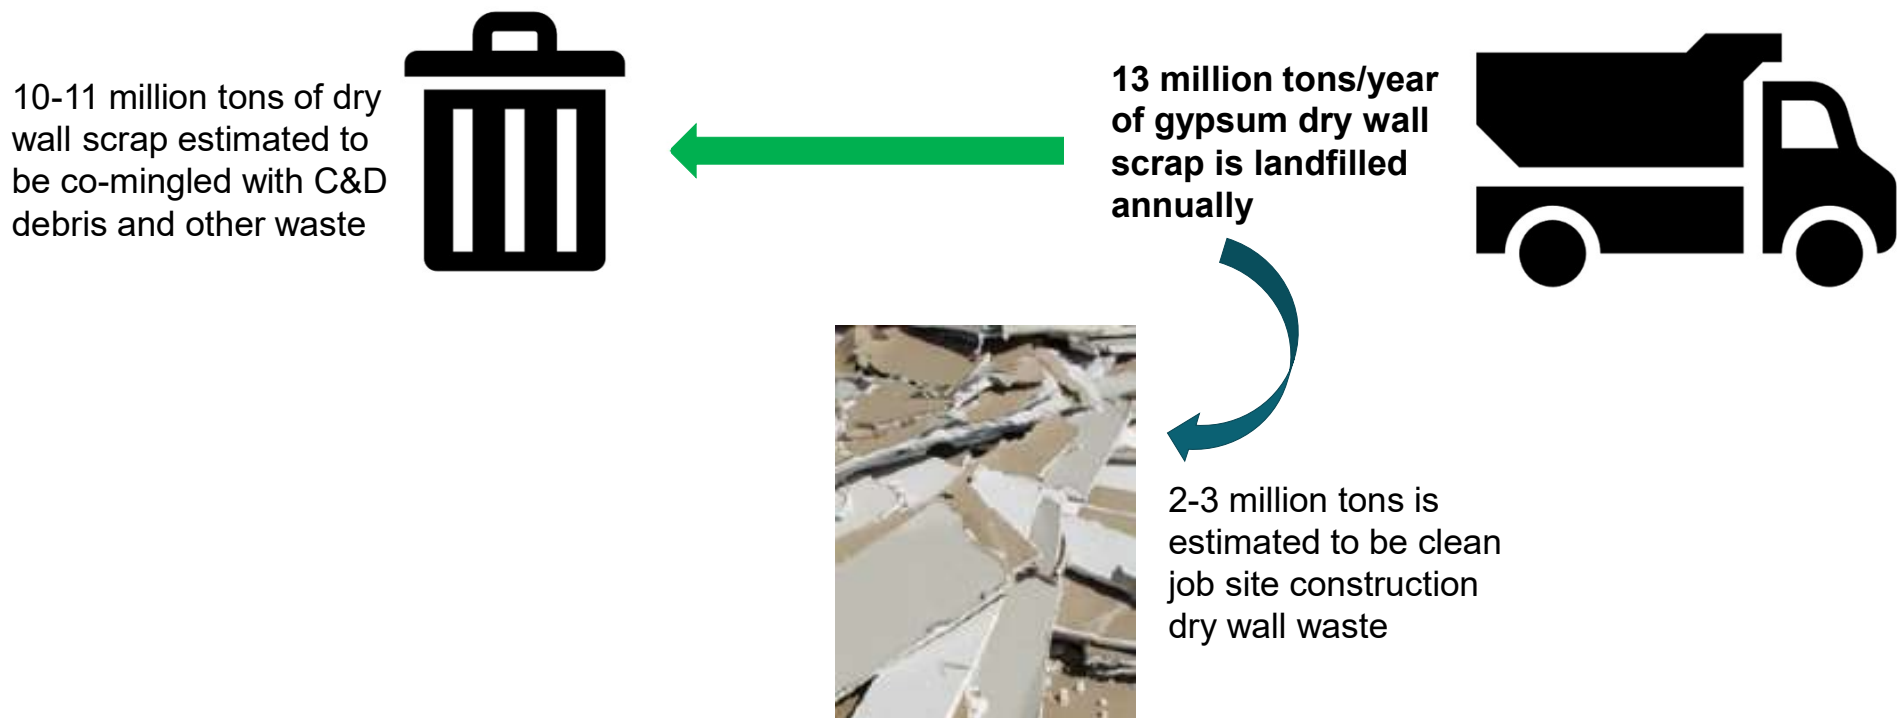 10-11 million tons of dry
wall scrap estimated to
be co-mingled with C&D
debris and other waste
13 million tons/year
of gypsum dry wall
scrap is landfilled
annually
2-3 million tons is
estimated to be clean
job site construction
dry wall waste